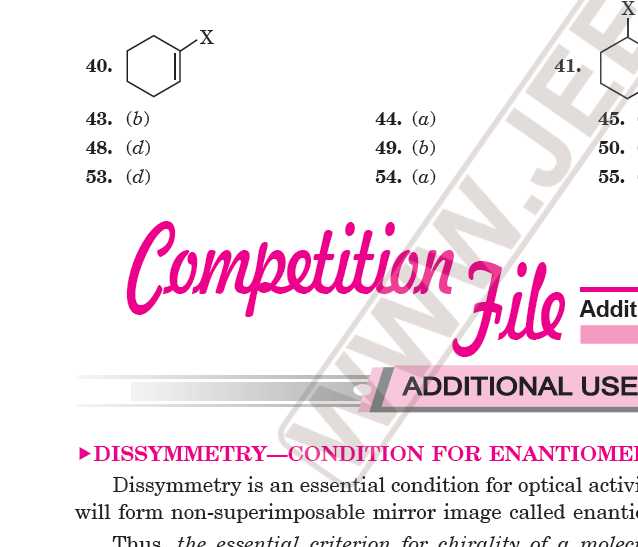 40. X 41. X
43. (b) 44. (a) 45.
48. (d) 49. (b) 50.
53. (d) 54. (a) 55.
Competition File
Addit
ADDITIONAL USE
►DISSYMMETRY—CONDITION FOR ENANTIOMER
Dissymmetry is an essential condition for optical activi
will form non-superimposable mirror image called enantio
Thus, the essential criterion for chirality of a molec
WWW.JEE